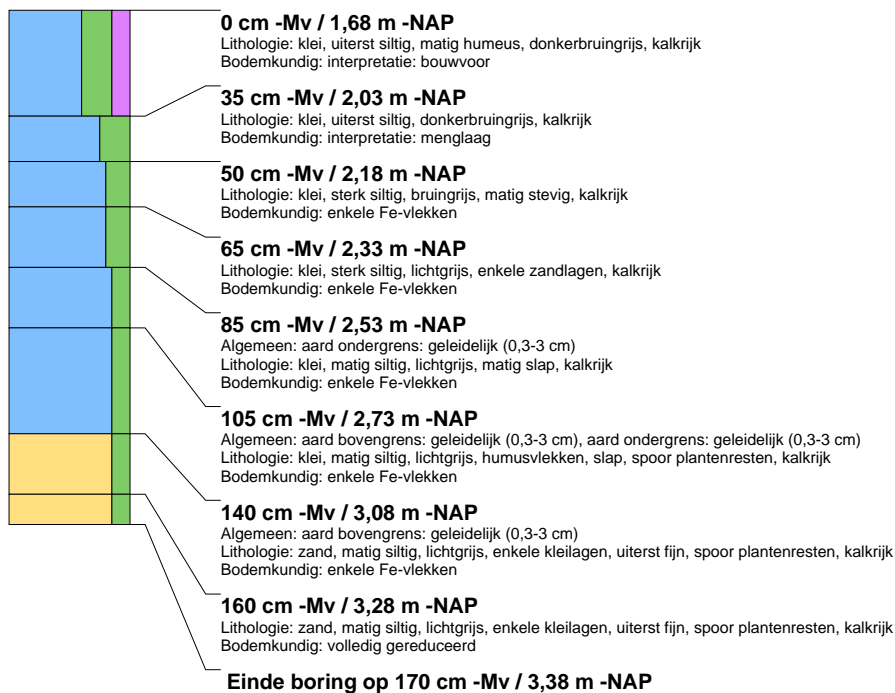 0 cm -Mv / 1,68 m -NAP
Lithologie: klei, uiterst siltig, matig humeus, donkerbruingrijs, kalkrijk
Bodemkundig: interpretatie: bouwvoor
35 cm -Mv / 2,03 m -NAP
Lithologie: klei, uiterst siltig, donkerbruingrijs, kalkrijk
Bodemkundig: interpretatie: menglaag
50 cm -Mv / 2,18 m -NAP
Lithologie: klei, sterk siltig, bruingrijs, matig stevig, kalkrijk
Bodemkundig: enkele Fe-vlekken
65 cm -Mv / 2,33 m -NAP
Lithologie: klei, sterk siltig, lichtgrijs, enkele zandlagen, kalkrijk
Bodemkundig: enkele Fe-vlekken
85 cm -Mv / 2,53 m -NAP
Algemeen: aard ondergrens: geleidelijk (0,3-3 cm)
Lithologie: klei, matig siltig, lichtgrijs, matig slap, kalkrijk
Bodemkundig: enkele Fe-vlekken
105 cm -Mv / 2,73 m -NAP
Algemeen: aard bovengrens: geleidelijk (0,3-3 cm), aard ondergrens: geleidelijk (0,3-3 cm)
Lithologie: klei, matig siltig, lichtgrijs, humusvlekken, slap, spoor plantenresten, kalkrijk
Bodemkundig: enkele Fe-vlekken
140 cm -Mv / 3,08 m -NAP
Algemeen: aard bovengrens: geleidelijk (0,3-3 cm)
Lithologie: zand, matig siltig, lichtgrijs, enkele kleilagen, uiterst fijn, spoor plantenresten, kalkrijk
Bodemkundig: enkele Fe-vlekken
160 cm -Mv / 3,28 m -NAP
Lithologie: zand, matig siltig, lichtgrijs, enkele kleilagen, uiterst fijn, spoor plantenresten, kalkrijk
Bodemkundig: volledig gereduceerd
Einde boring op 170 cm -Mv / 3,38 m -NAP